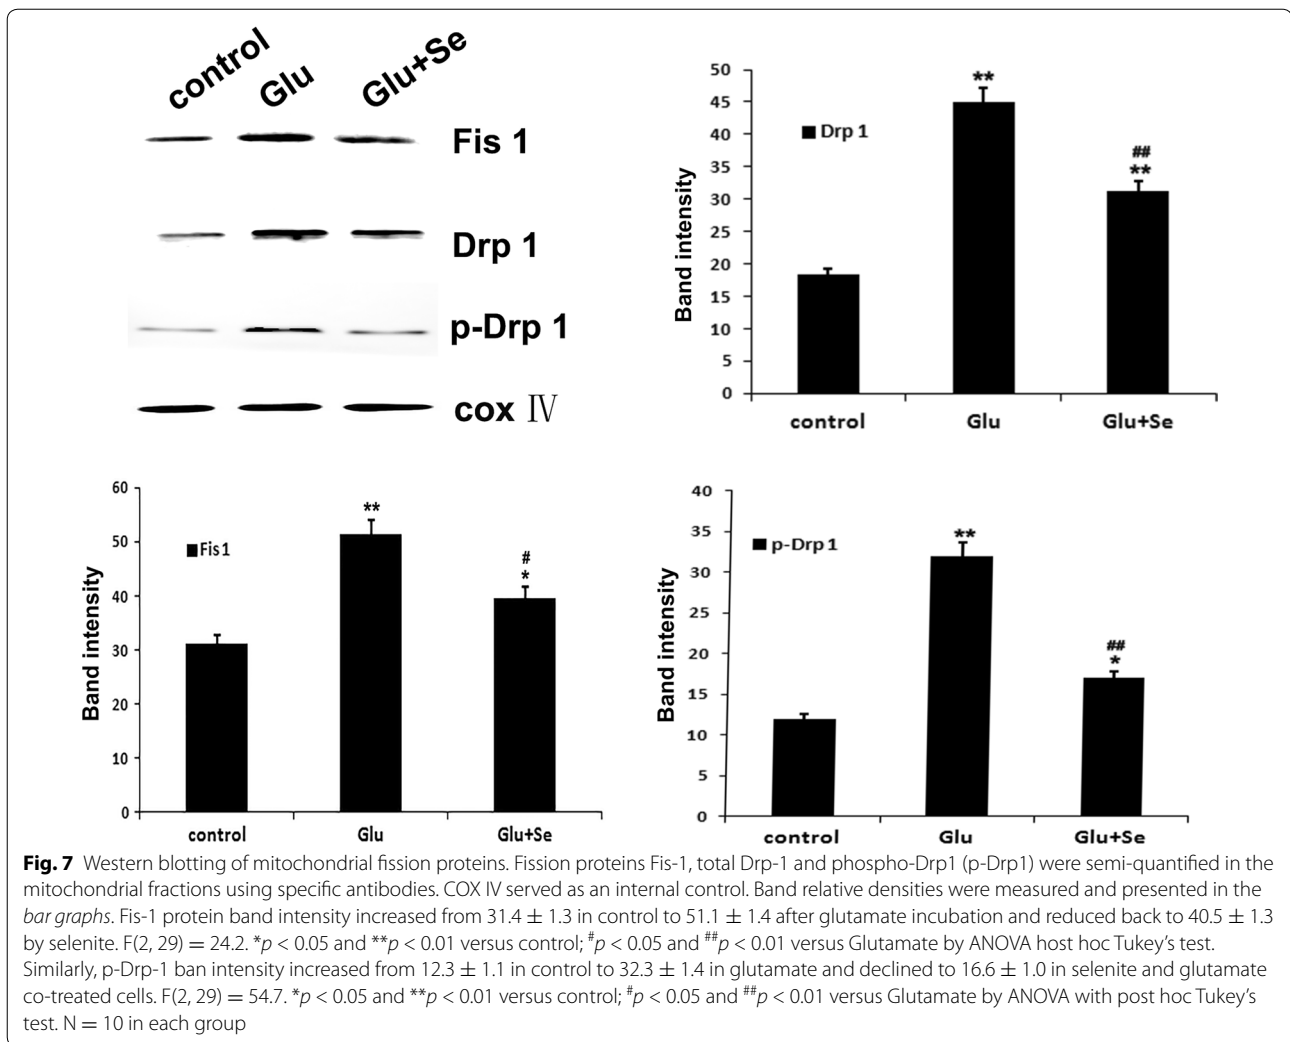 control Glu Glu+Se
Fis 1
Drp 1
p-Drp 1
cox Ⅳ
50
45
40
35
30
25
20
15
10
5
0
Band intensity
Drp 1
**
##
**
control Glu Glu+Se
60
50
40
30
20
10
0
Band intensity
Fis1
**
#
*
control Glu Glu+Se
40
35
30
25
20
15
10
5
0
Band intensity
p-Drp 1
**
##
*
control Glu Glu+Se
Fig. 7 Western blotting of mitochondrial fission proteins. Fission proteins Fis-1, total Drp-1 and phospho-Drp1 (p-Drp1) were semi-quantified in the
mitochondrial fractions using specific antibodies. COX IV served as an internal control. Band relative densities were measured and presented in the
bar graphs. Fis-1 protein band intensity increased from 31.4 ± 1.3 in control to 51.1 ± 1.4 after glutamate incubation and reduced back to 40.5 ± 1.3
by selenite. F(2, 29) = 24.2. *p < 0.05 and **p < 0.01 versus control; #p < 0.05 and ##p < 0.01 versus Glutamate by ANOVA host hoc Tukey's test.
Similarly, p-Drp-1 ban intensity increased from 12.3 ± 1.1 in control to 32.3 ± 1.4 in glutamate and declined to 16.6 ± 1.0 in selenite and glutamate
co-treated cells. F(2, 29) = 54.7. *p < 0.05 and **p < 0.01 versus control; #p < 0.05 and ##p < 0.01 versus Glutamate by ANOVA with post hoc Tukey's
test. N = 10 in each group